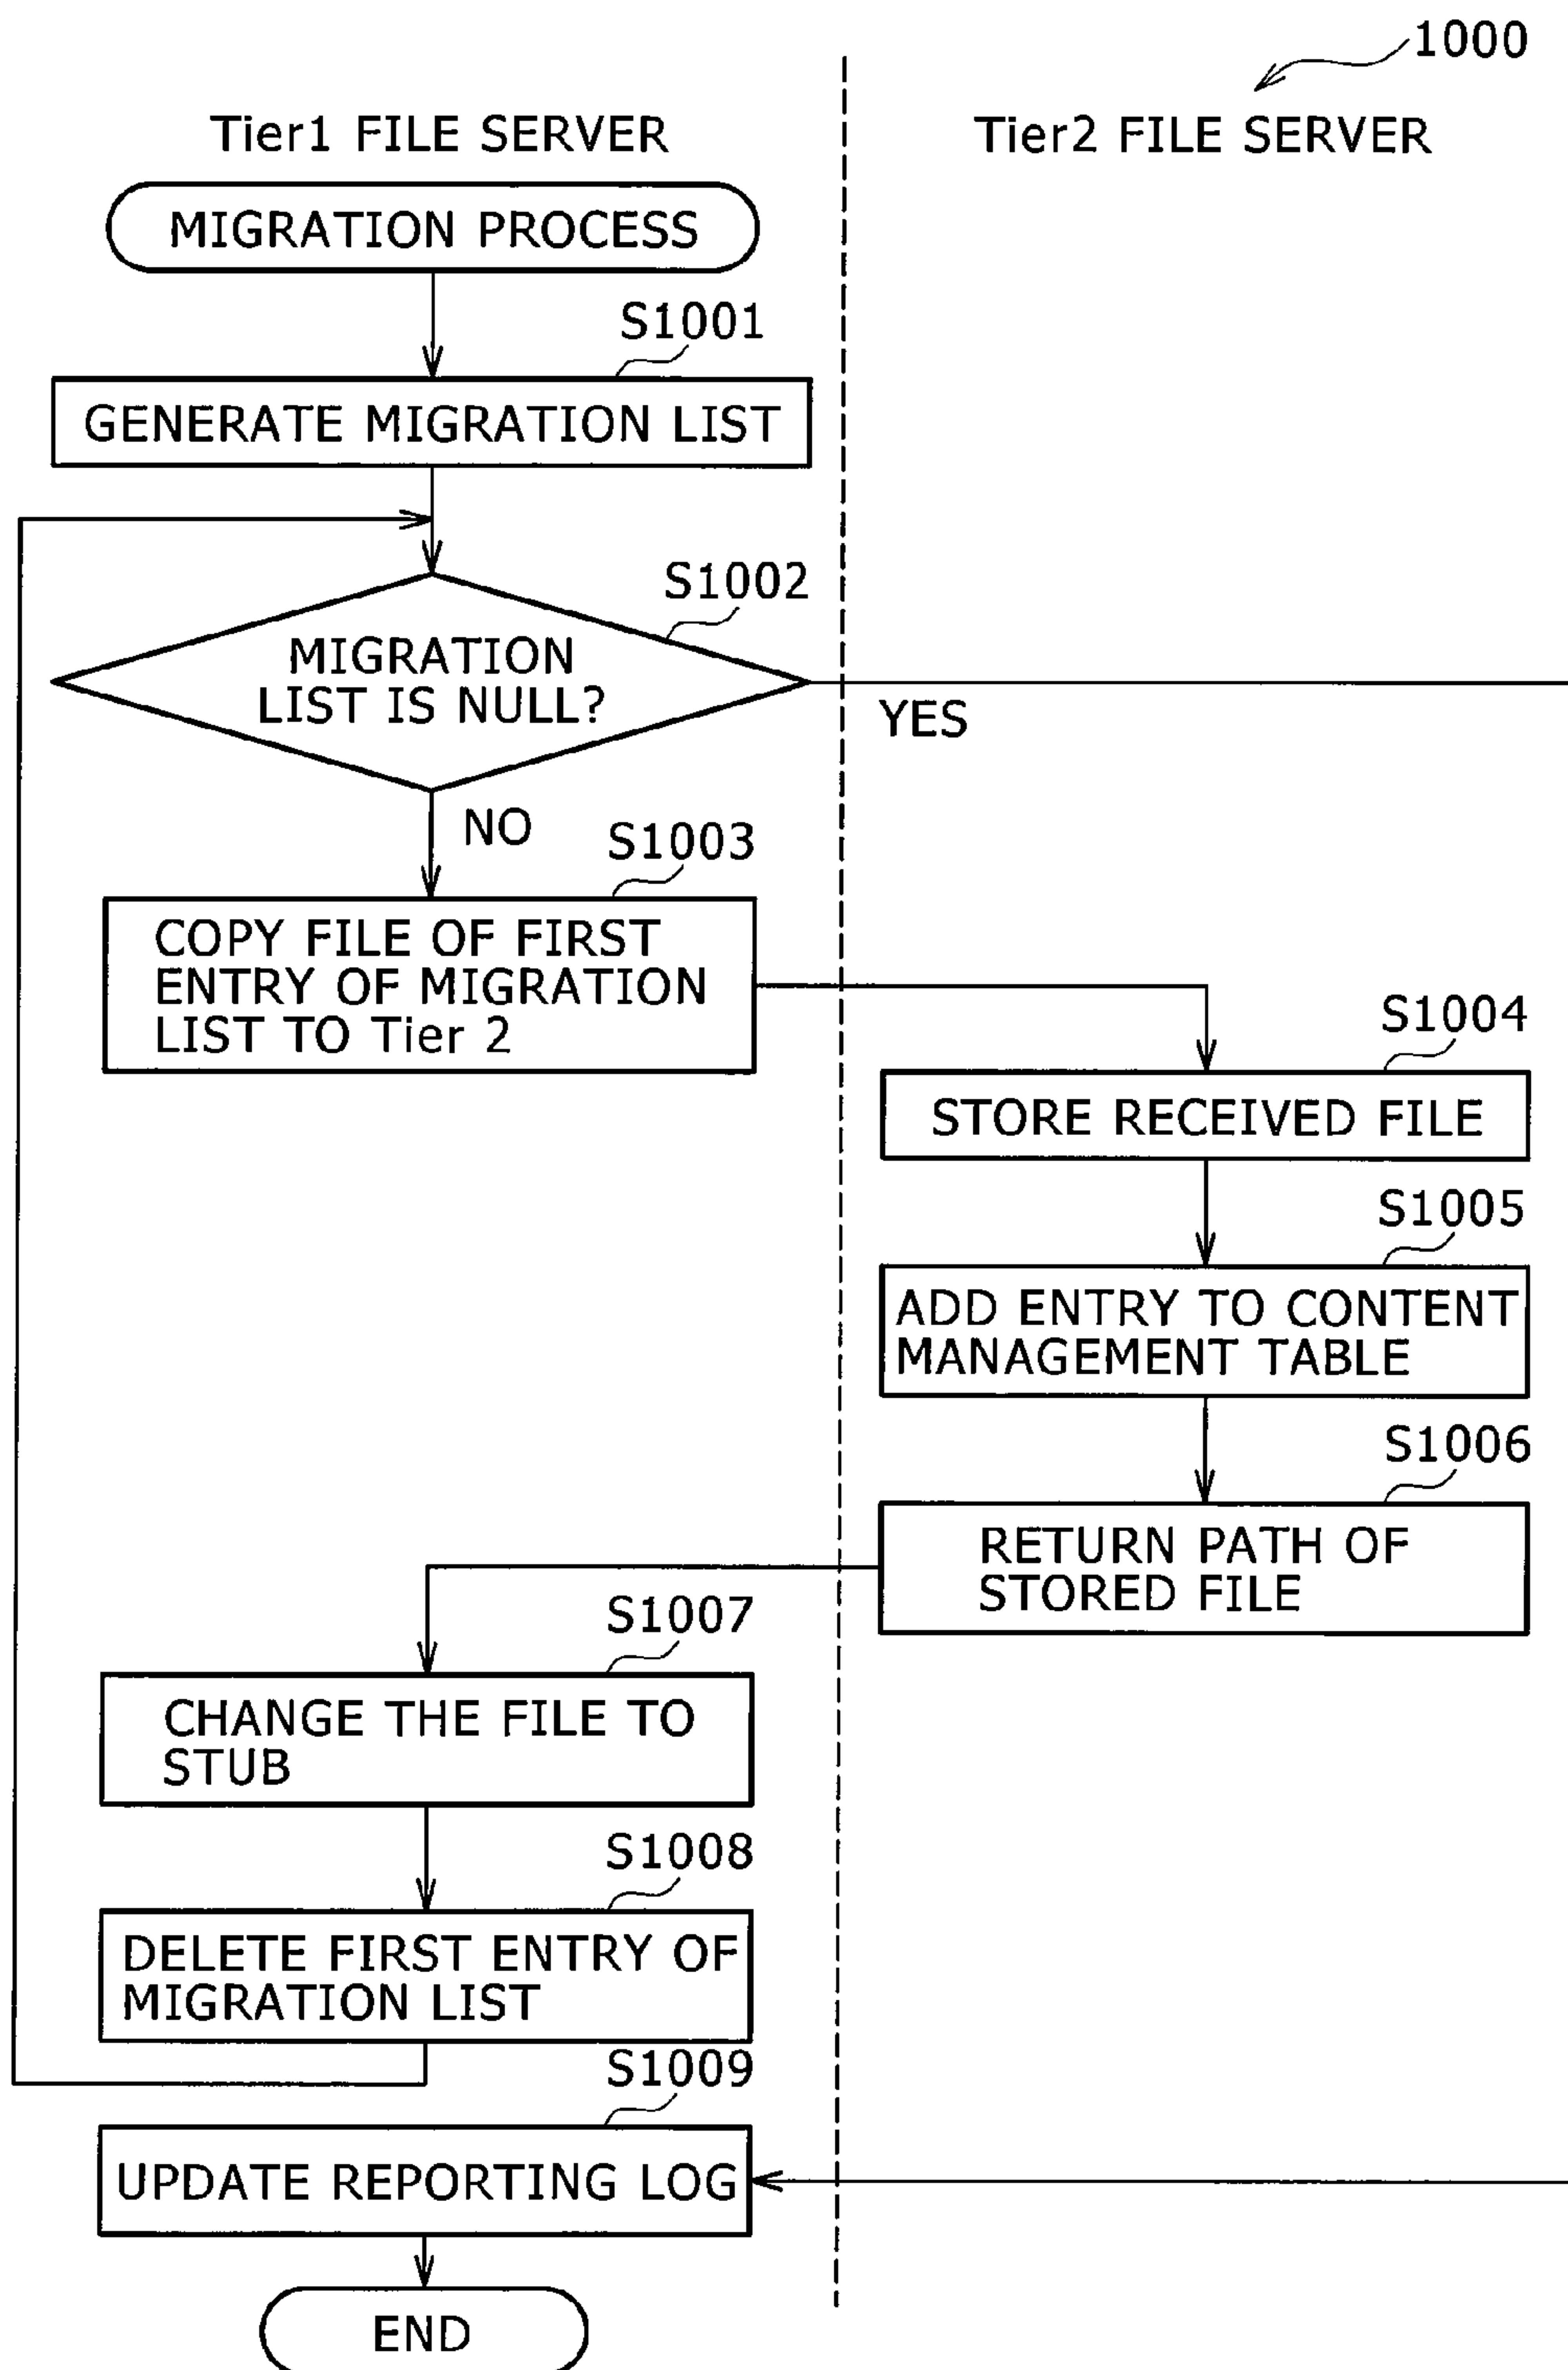 1000
Tier1 FILE SERVER
Tier2 FILE SERVER
MIGRATION PROCESS
S1001
GENERATE MIGRATION LIST
S1002
MIGRATION
LIST IS NULL?
YES
NO
S1003
COPY FILE OF FIRST
ENTRY OF MIGRATION
LIST TO Tier 2
S1004
STORE RECEIVED FILE
S1005
ADD ENTRY TO CONTENT
MANAGEMENT TABLE
S1006
RETURN PATH OF
STORED FILE
S1007
CHANGE THE FILE TO
STUB
S1008
DELETE FIRST ENTRY OF
MIGRATION LIST
S1009
UPDATE REPORTING LOG
END